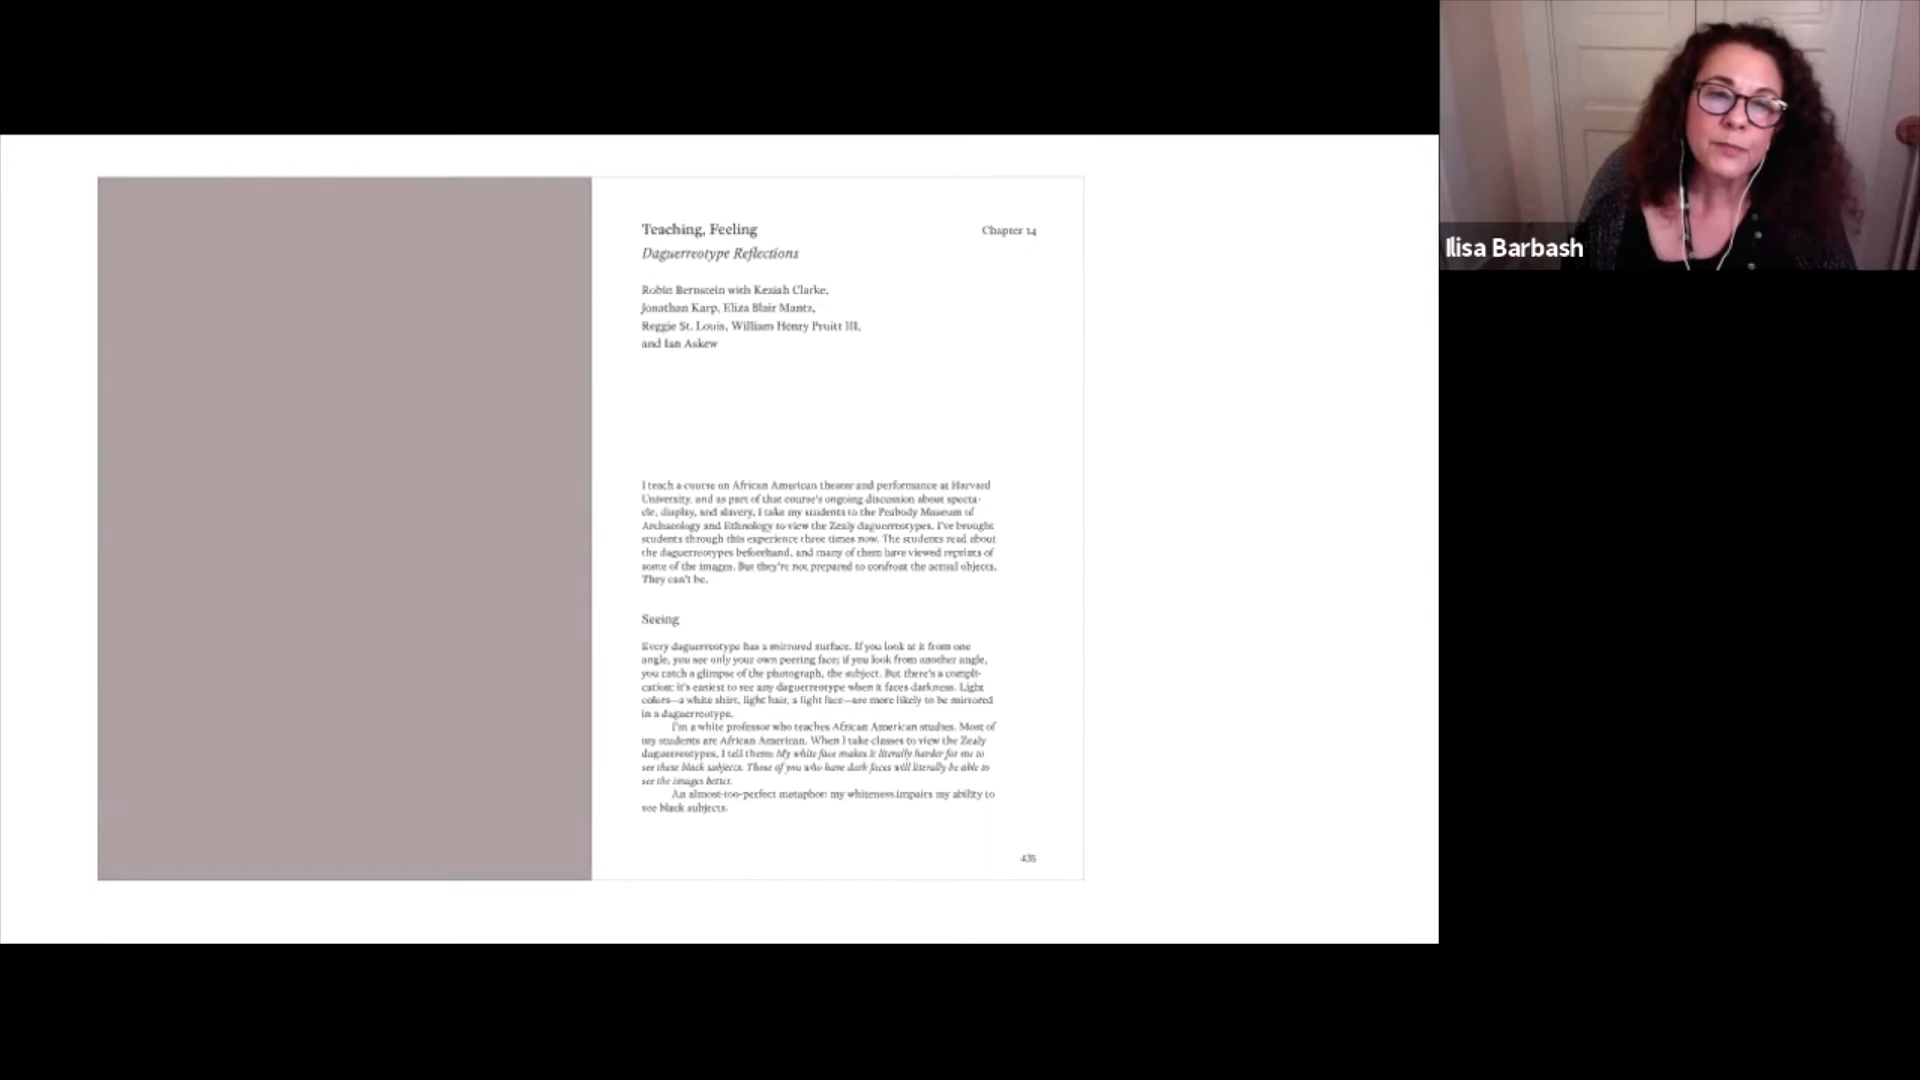 Teaching, Feeling
Chapter 14
Daguerreotype Reflections
Robin Bernstein with Keziah Clarke,
Jonathan Karp, Eliza Blair Mantz,
Reggie St. Louis, William Henry Pruitt III,
and Ian Askew
I teach a course on African American theater and performance at Harvard
University, and as part of that course's ongoing discussion about specta-
cle, display, and slavery, I take my students to the Peabody Museum of
Archaeology and Ethnology to view the Zealy daguerreotypes. I've brought
students through this experience three times now. The students read about
the daguerreotypes beforehand, and many of them have viewed reprints of
some of the images. But they're not prepared to confront the actual objects.
They can't be.
Seeing
Every daguerreotype has a mirrored surface. If you look at it from one
angle, you see only your own peering face; if you look from another angle,
you catch a glimpse of the photograph, the subject. But there's a compli-
cation: it's easiest to see any daguerreotype when it faces darkness. Light
colors—a white shirt, light hair, a light face—are more likely to be mirrored
in a daguerreotype.
I'm a white professor who teaches African American studies. Most of
my students are African American. When I take classes to view the Zealy
daguerreotypes, I tell them: My white face makes it literally harder for me to
see these black subjects. Those of you who have dark faces will literally be able to
see the images better.
An almost-too-perfect metaphor: my whiteness impairs my ability to
see black subjects.
435
Ilisa Barbash